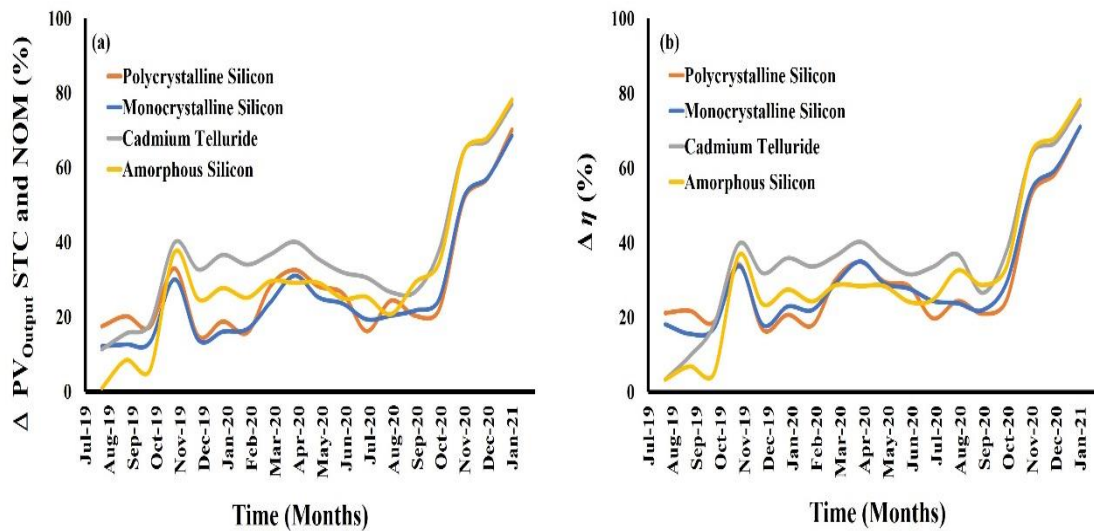 Δ PVOutput STC and NOM (%)
100
80
60
40
20
0
(a)
Polycrystalline Silicon
Monocrystalline Silicon
Cadmium Telluride
Amorphous Silicon
Jul-19
Aug-19
Sep-19
Oct-19
Nov-19
Dec-19
Jan-20
Feb-20
Mar-20
Apr-20
May-20
Jun-20
Jul-20
Aug-20
Sep-20
Oct-20
Nov-20
Dec-20
Jan-21
Time (Months)
Δ η (%)
100
80
60
40
20
0
(b)
Polycrystalline Silicon
Monocrystalline Silicon
Cadmium Telluride
Amorphous Silicon
Jul-19
Aug-19
Sep-19
Oct-19
Nov-19
Dec-19
Jan-20
Feb-20
Mar-20
Apr-20
May-20
Jun-20
Jul-20
Aug-20
Sep-20
Oct-20
Nov-20
Dec-20
Jan-21
Time (Months)